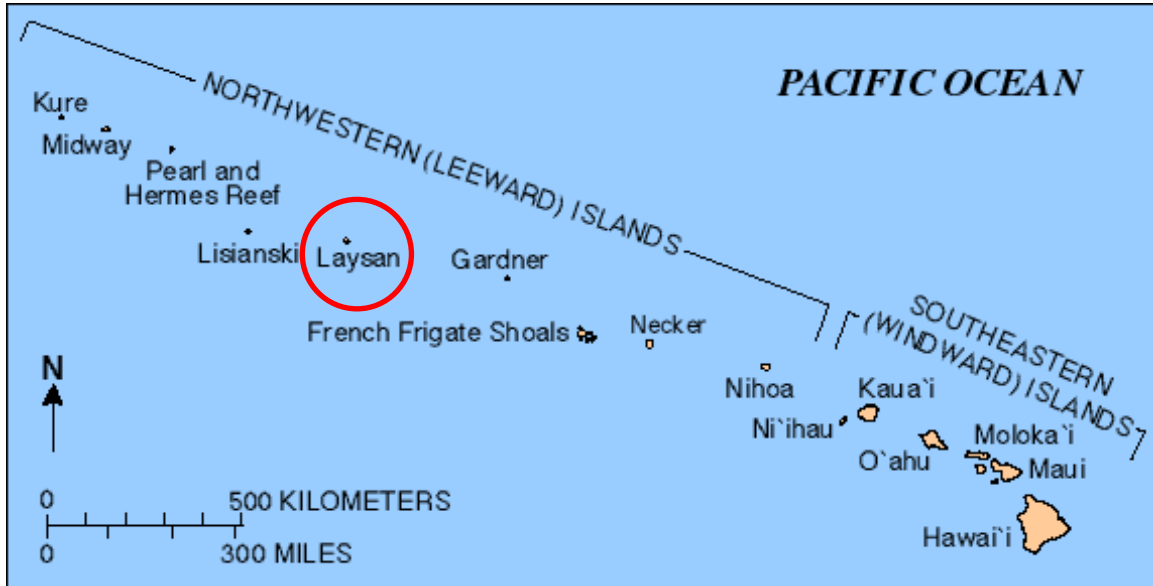 PACIFIC OCEAN
NORTHWESTERN (LEEWARD) ISLANDS
Kure
Midway
Pearl and
Hermes Reef
Lisianski
Laysan
Gardner
French Frigate Shoals
Necker
Nihoa
SOUTHEASTERN
(WINDWARD) ISLANDS
Kaua`i
Ni`ihau
O`ahu
Moloka`i
Maui
Hawai`i
N
0 500 KILOMETERS
0 300 MILES